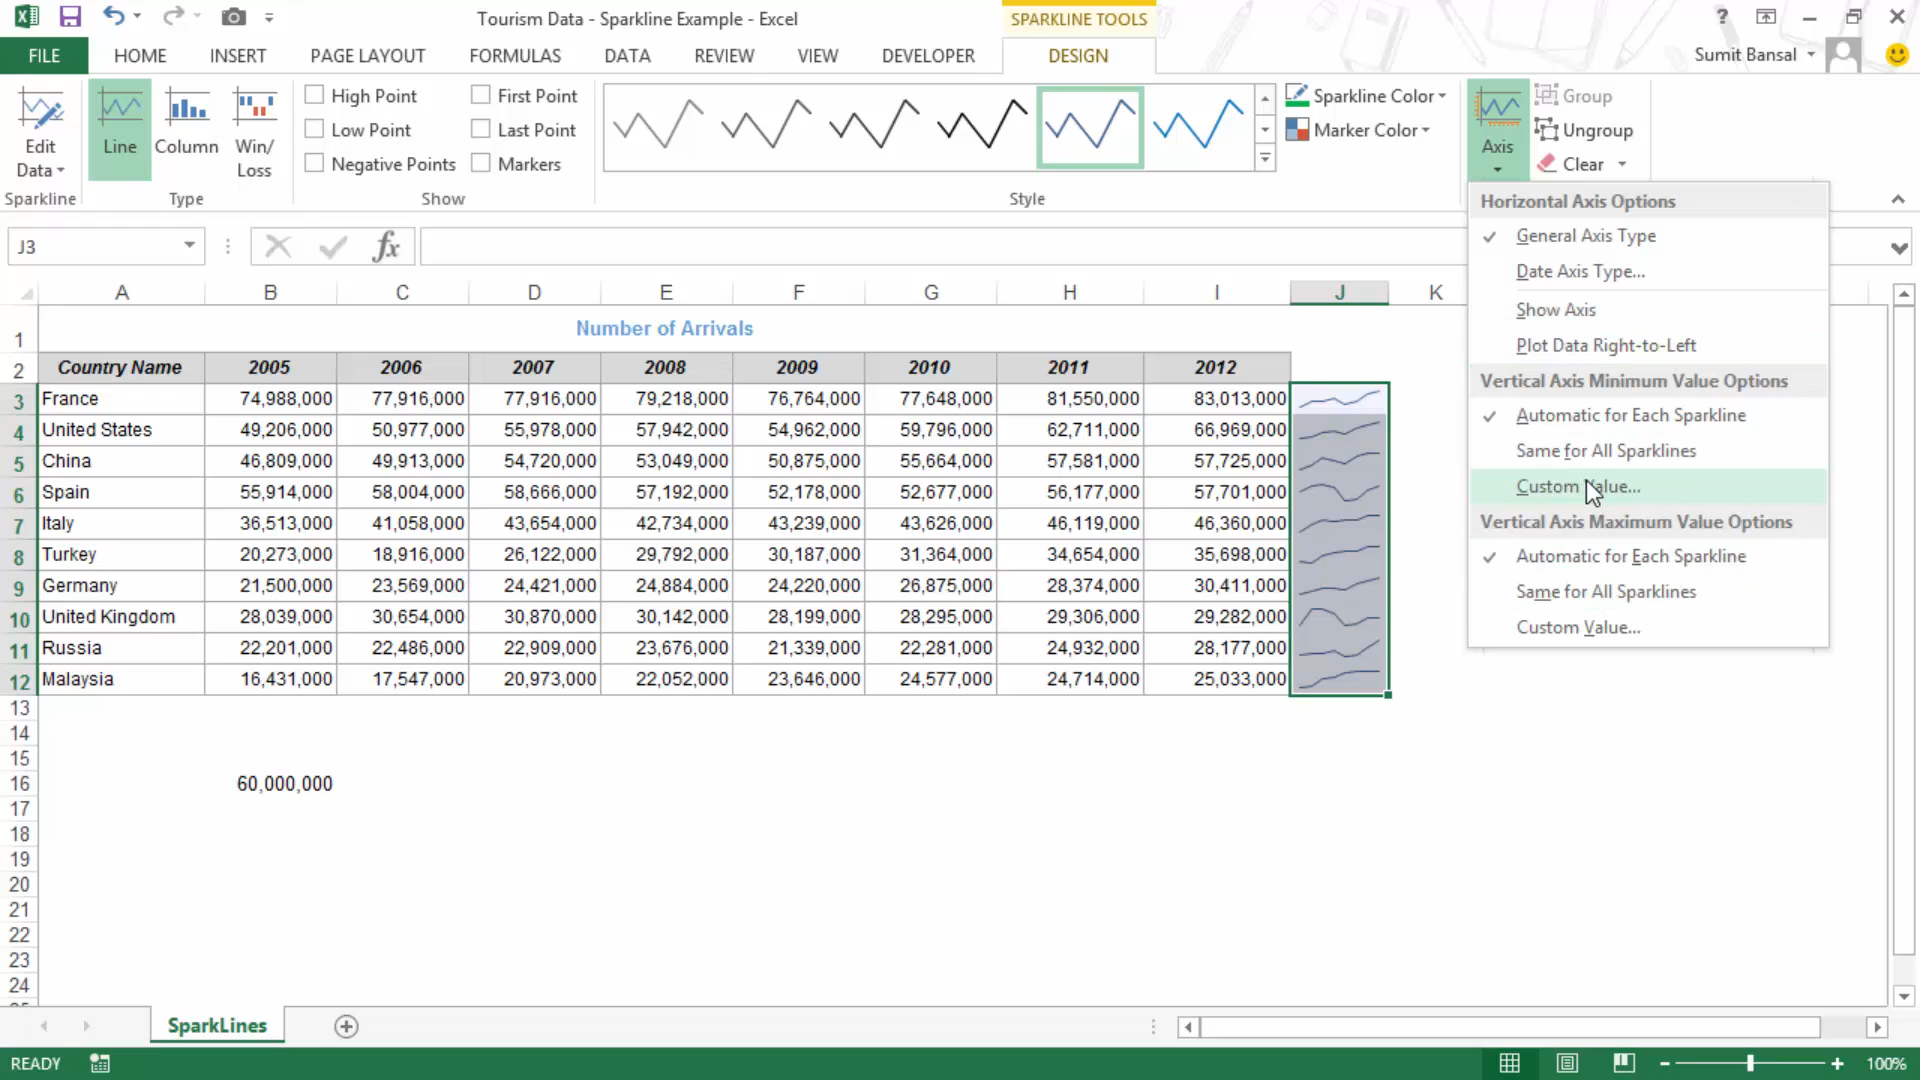 Tourism Data - Sparkline Example - Excel
SPARKLINE TOOLS
?
FILE HOME INSERT PAGE LAYOUT FORMULAS DATA REVIEW VIEW DEVELOPER DESIGN Sumit Bansal
Edit Data
Line
Column
Win/ Loss
High Point
First Point
Low Point
Last Point
Negative Points
Markers
Sparkline Color
Marker Color
Axis
Group
Ungroup
Clear
Sparkline Type Show Style
Horizontal Axis Options
General Axis Type
Date Axis Type...
Show Axis
Plot Data Right-to-Left
Vertical Axis Minimum Value Options
Automatic for Each Sparkline
Same for All Sparklines
Custom Value...
Vertical Axis Maximum Value Options
Automatic for Each Sparkline
Same for All Sparklines
Custom Value...
J3 fx
A B C D E F G H I J K
1 Number of Arrivals
2 Country Name 2005 2006 2007 2008 2009 2010 2011 2012
3 France 74,988,000 77,916,000 77,916,000 79,218,000 76,764,000 77,648,000 81,550,000 83,013,000
4 United States 49,206,000 50,977,000 55,978,000 57,942,000 54,962,000 59,796,000 62,711,000 66,969,000
5 China 46,809,000 49,913,000 54,720,000 53,049,000 50,875,000 55,664,000 57,581,000 57,725,000
6 Spain 55,914,000 58,004,000 58,666,000 57,192,000 52,178,000 52,677,000 56,177,000 57,701,000
7 Italy 36,513,000 41,058,000 43,654,000 42,734,000 43,239,000 43,626,000 46,119,000 46,360,000
8 Turkey 20,273,000 18,916,000 26,122,000 29,792,000 30,187,000 31,364,000 34,654,000 35,698,000
9 Germany 21,500,000 23,569,000 24,421,000 24,884,000 24,220,000 26,875,000 28,374,000 30,411,000
10 United Kingdom 28,039,000 30,654,000 30,870,000 30,142,000 28,199,000 28,295,000 29,306,000 29,282,000
11 Russia 22,201,000 22,486,000 22,909,000 23,676,000 21,339,000 22,281,000 24,932,000 28,177,000
12 Malaysia 16,431,000 17,547,000 20,973,000 22,052,000 23,646,000 24,577,000 24,714,000 25,033,000
13
14
15
16 60,000,000
17
18
19
20
21
22
23
24
SparkLines
READY 100%